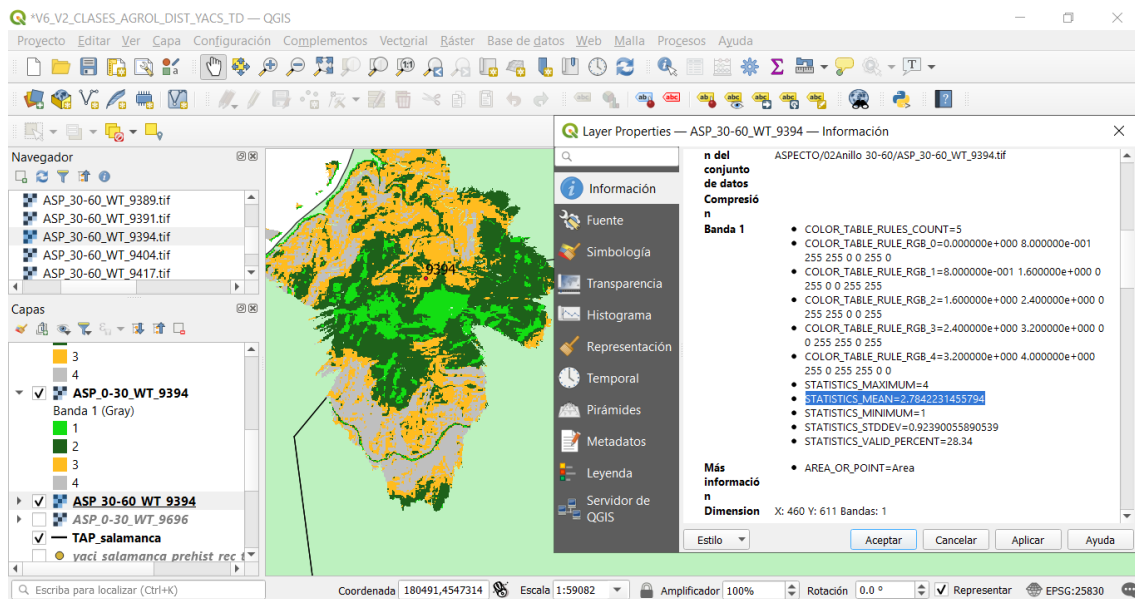 *V6_V2_CLASES_AGROL_DIST_YACS_TD — QGIS
Proyecto Editar Ver Capa Configuración Complementos Vectorial Ráster Base de datos Web Malla Procesos Ayuda
Navegador
ASP_30-60_WT_9389.tif
ASP_30-60_WT_9391.tif
ASP_30-60_WT_9394.tif
ASP_30-60_WT_9404.tif
ASP_30-60_WT_9417.tif
Capas
3
4
ASP_0-30_WT_9394
Banda 1 (Gray)
1
2
3
4
ASP_30-60_WT_9394
ASP_0-30_WT_9696
TAP_salamanca
yaci_salamanca_prehist_rec_t
9394
Layer Properties — ASP_30-60_WT_9394 — Información
Información
Fuente
Simbología
Transparencia
Histograma
Representación
Temporal
Pirámides
Metadatos
Leyenda
Servidor de
QGIS
n del
conjunto
de datos
ASPECTO/02Anillo 30-60/ASP_30-60_WT_9394.tif
Compresió
n
Banda 1
COLOR_TABLE_RULES_COUNT=5
COLOR_TABLE_RULE_RGB_0=0.000000e+000 8.000000e-001
255 255 0 0 255 0
COLOR_TABLE_RULE_RGB_1=8.000000e-001 1.600000e+000 0
255 0 0 255 255
COLOR_TABLE_RULE_RGB_2=1.600000e+000 2.400000e+000 0
255 255 0 0 255
COLOR_TABLE_RULE_RGB_3=2.400000e+000 3.200000e+000 0
0 255 255 0 255
COLOR_TABLE_RULE_RGB_4=3.200000e+000 4.000000e+000
255 0 255 255 0 0
STATISTICS_MAXIMUM=4
STATISTICS_MEAN=2.7842231455794
STATISTICS_MINIMUM=1
STATISTICS_STDDEV=0.92390055890539
STATISTICS_VALID_PERCENT=28.34
Más
informació
n
AREA_OR_POINT=Area
Dimension X: 460 Y: 611 Bandas: 1
Estilo Aceptar Cancelar Aplicar Ayuda
Escriba para localizar (Ctrl+K) Coordenada 180491,4547314 Escala 1:59082 Amplificador 100% Rotación 0.0 ° Representar EPSG:25830